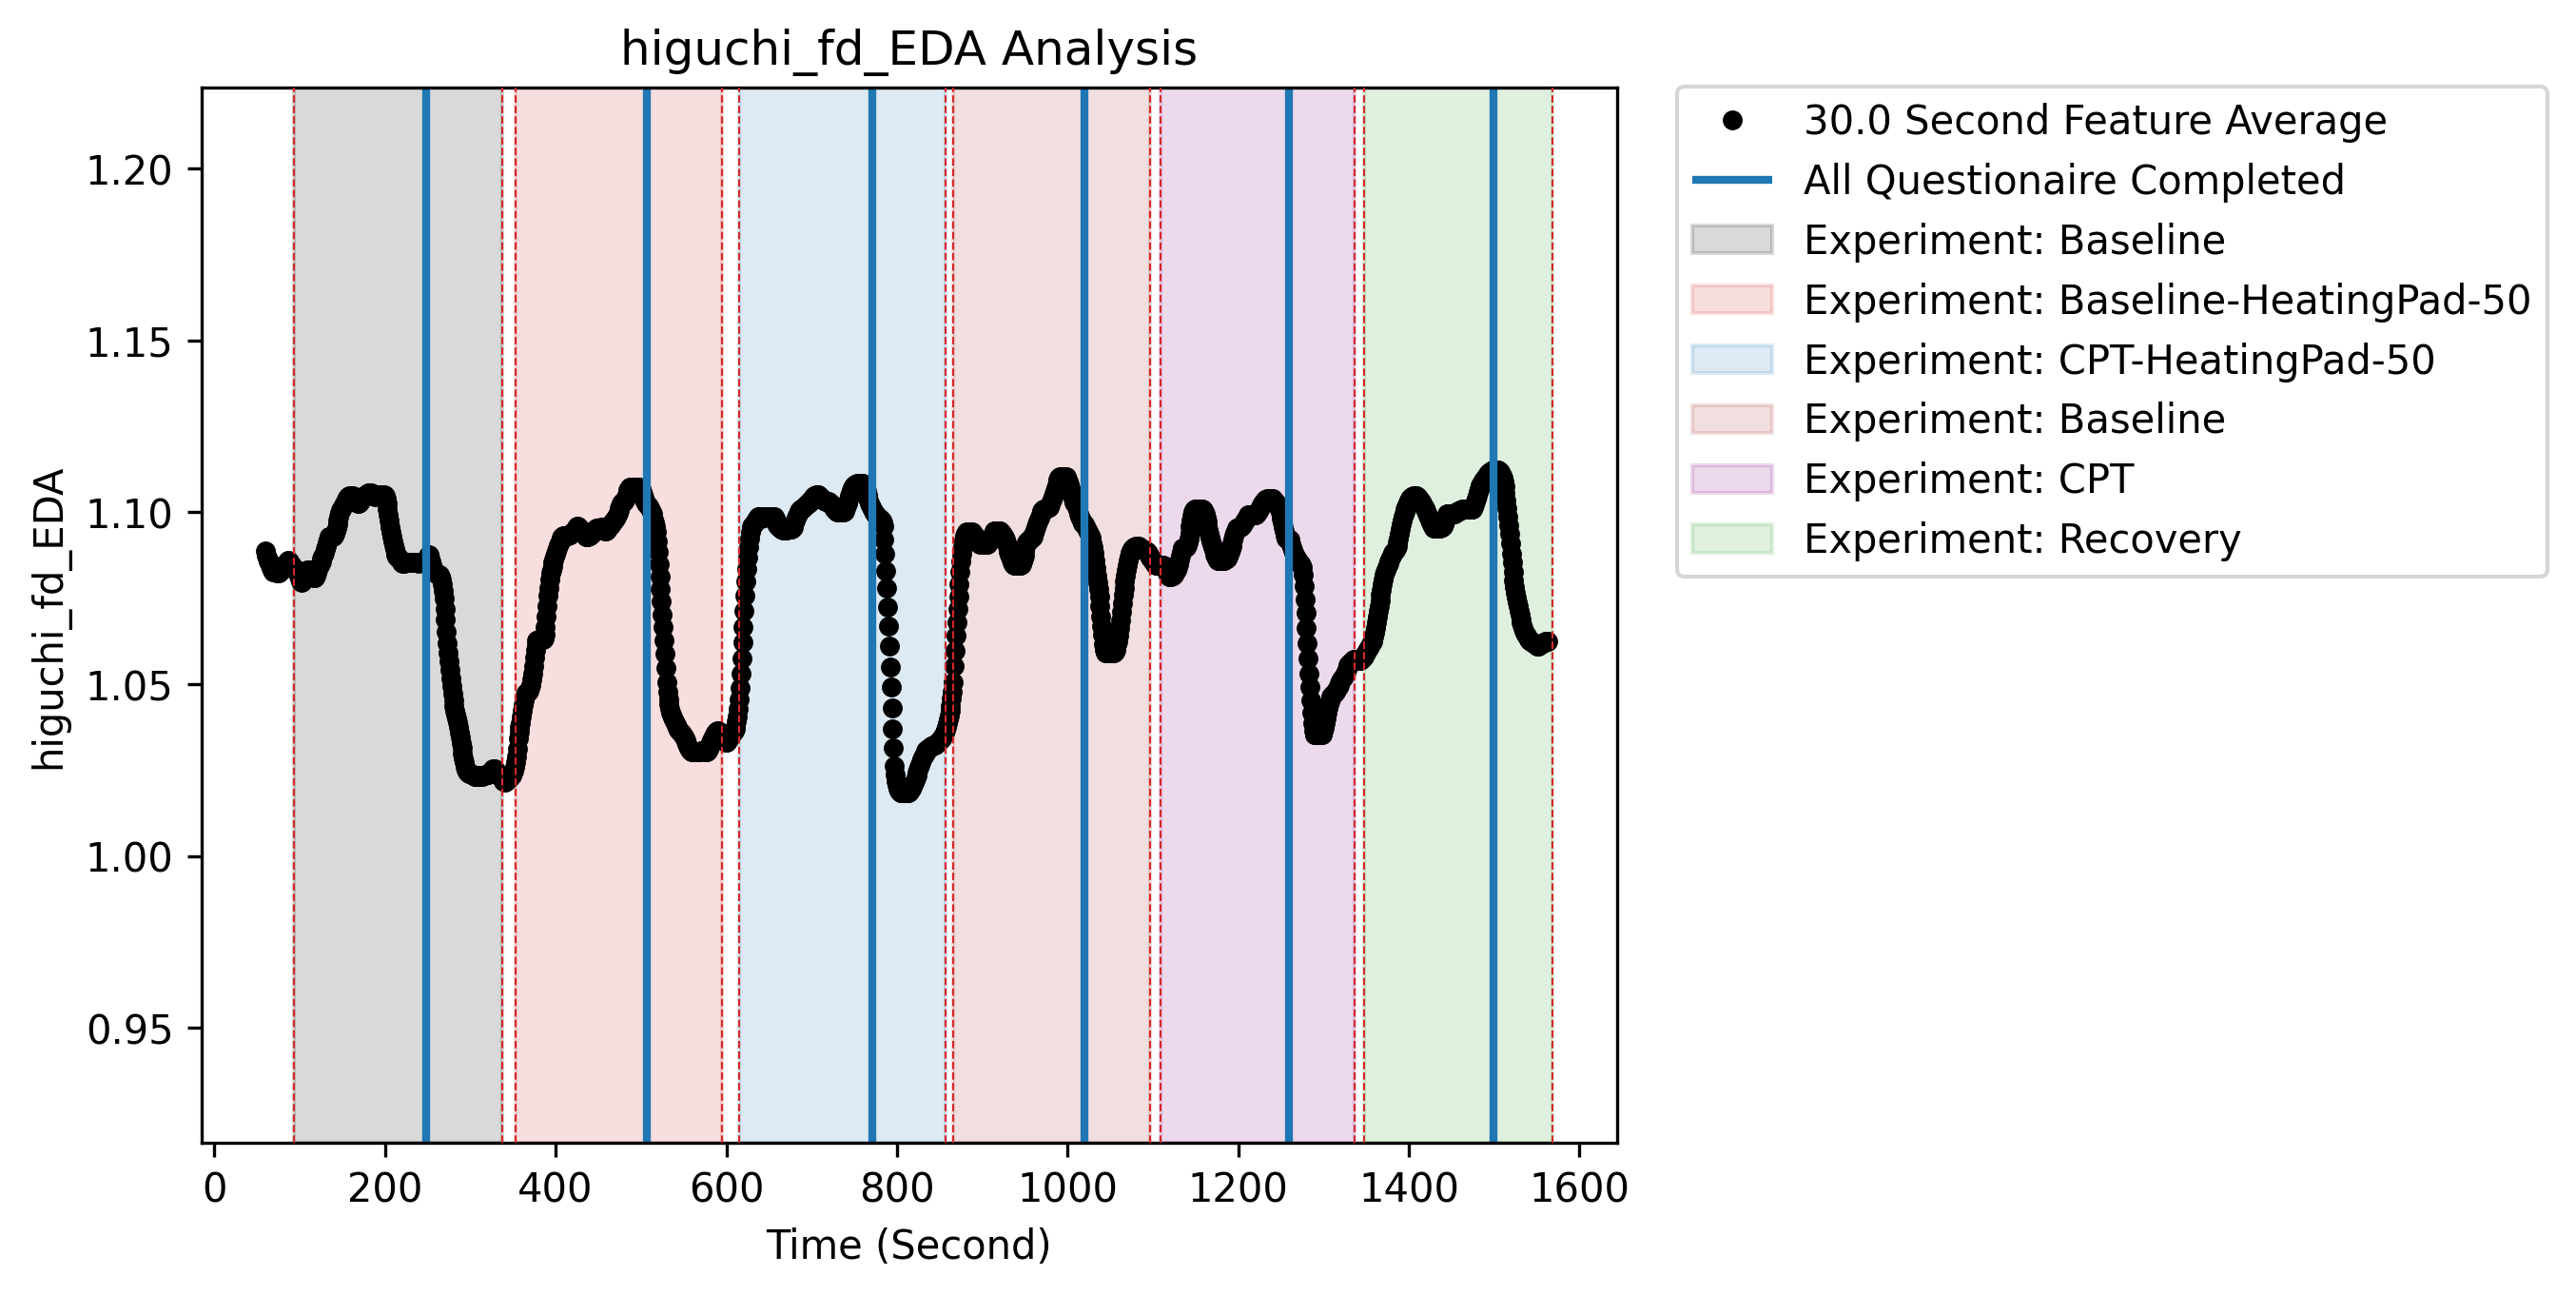 higuchi_fd_EDA Analysis
higuchi_fd_EDA
1.20
1.15
1.10
1.05
1.00
0.95
0 200 400 600 800 1000 1200 1400 1600
Time (Second)
30.0 Second Feature Average
All Questionaire Completed
Experiment: Baseline
Experiment: Baseline-HeatingPad-50
Experiment: CPT-HeatingPad-50
Experiment: Baseline
Experiment: CPT
Experiment: Recovery